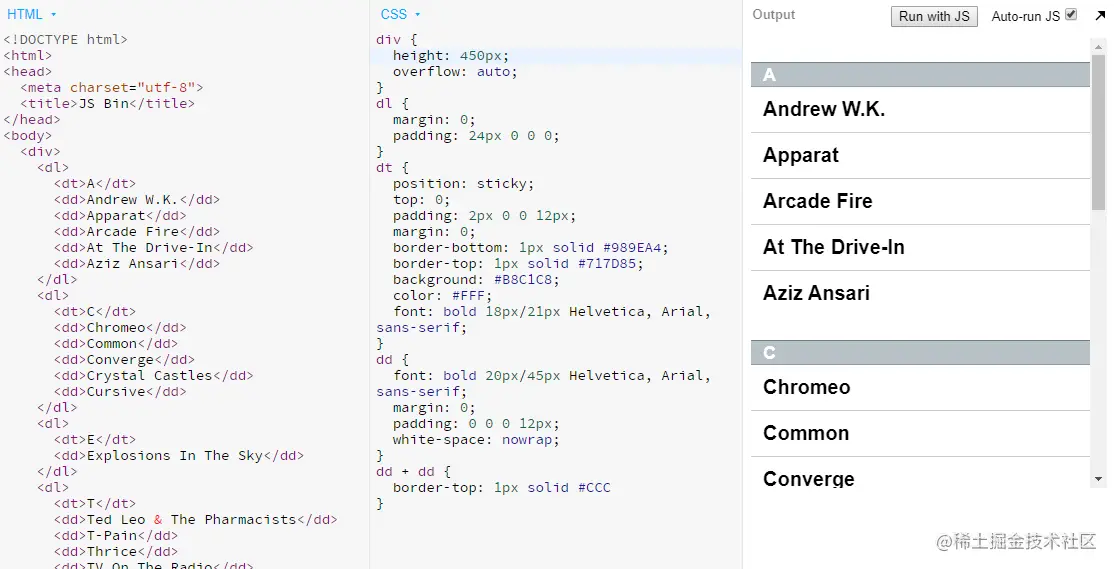 HTML
<!DOCTYPE html>
<html>
<head>
<meta charset="utf-8">
<title>JS Bin</title>
</head>
<body>
<div>
<dl>
<dt>A</dt>
<dd>Andrew W.K.</dd>
<dd>Apparat</dd>
<dd>Arcade Fire</dd>
<dd>At The Drive-In</dd>
<dd>Aziz Ansari</dd>
</dl>
<dl>
<dt>C</dt>
<dd>Chromeo</dd>
<dd>Common</dd>
<dd>Converge</dd>
<dd>Crystal Castles</dd>
<dd>Cursive</dd>
</dl>
<dl>
<dt>E</dt>
<dd>Explosions In The Sky</dd>
</dl>
<dl>
<dt>T</dt>
<dd>Ted Leo & The Pharmacists</dd>
<dd>T-Pain</dd>
<dd>Thrice</dd>
<dd>TV On The Radio</dd>
CSS
div {
height: 450px;
overflow: auto;
}
dl {
margin: 0;
padding: 24px 0 0 0;
}
dt {
position: sticky;
top: 0;
padding: 2px 0 0 12px;
margin: 0;
border-bottom: 1px solid #989EA4;
border-top: 1px solid #717D85;
background: #B8C1C8;
color: #FFF;
font: bold 18px/21px Helvetica, Arial,
sans-serif;
}
dd {
font: bold 20px/45px Helvetica, Arial,
sans-serif;
margin: 0;
padding: 0 0 0 12px;
white-space: nowrap;
}
dd + dd {
border-top: 1px solid #CCC
}
Output
Run with JS
Auto-run JS
A
Andrew W.K.
Apparat
Arcade Fire
At The Drive-In
Aziz Ansari
C
Chromeo
Common
Converge
@稀土掘金技术社区